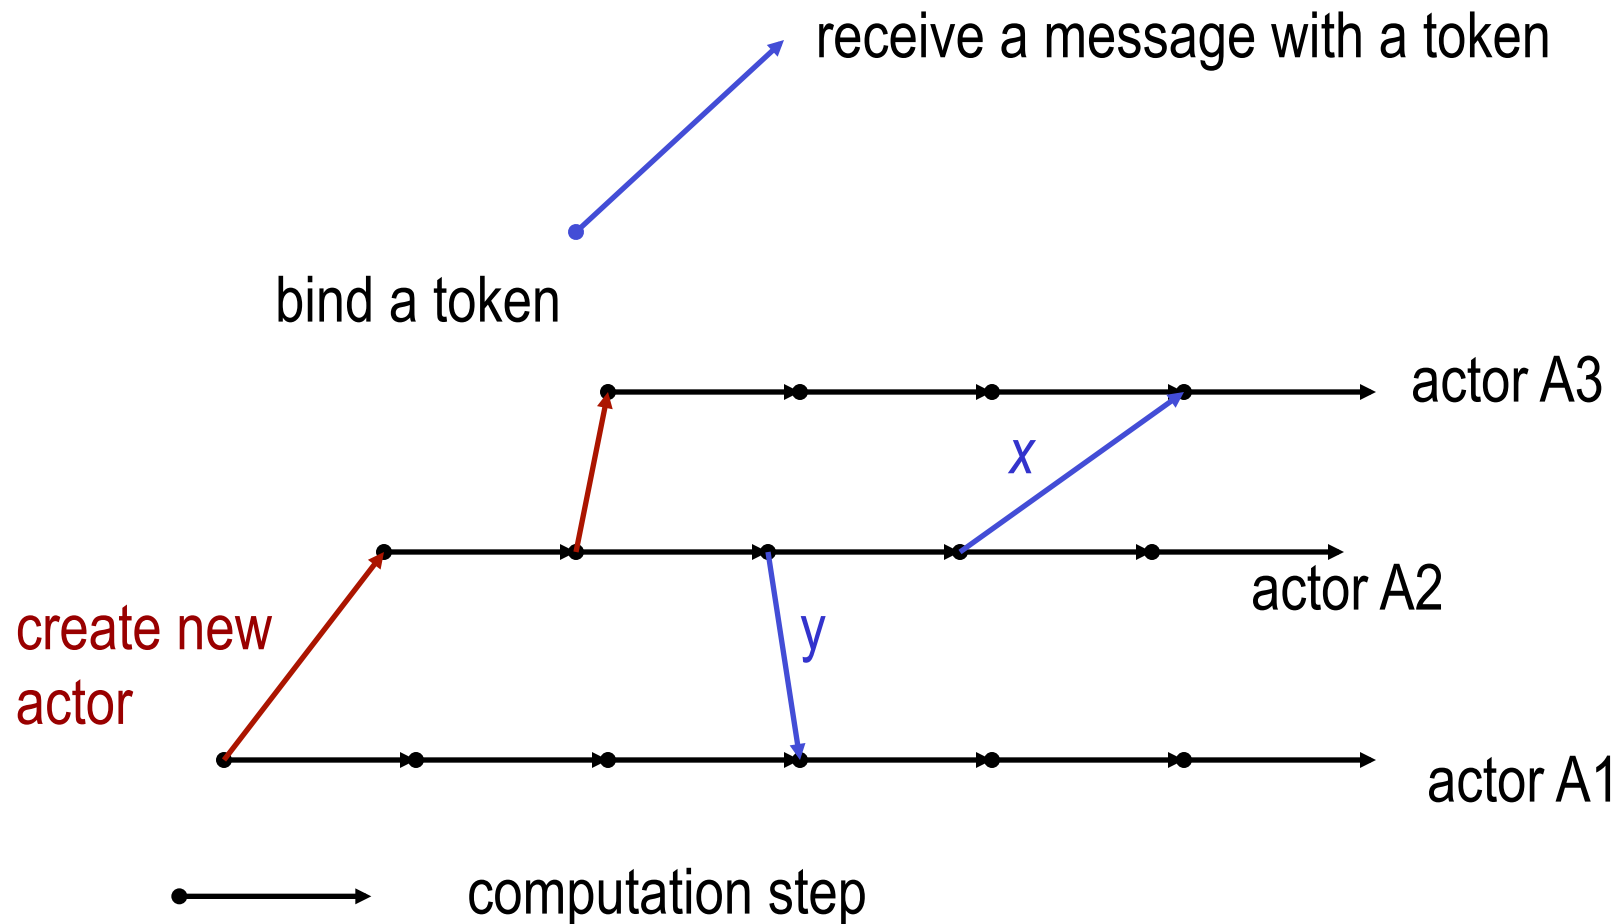 receive a message with a token
bind a token
actor A3
x
actor A2
create new
actor
y
actor A1
computation step